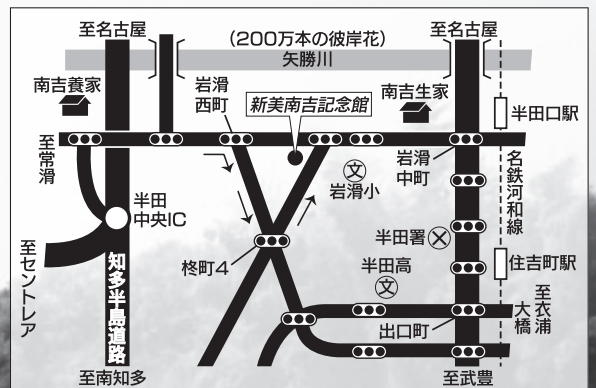 至名古屋
至名古屋
(200万本の彼岸花)
矢勝川
南吉養家
岩滑
西町
新美南吉記念館
南吉生家
半田口駅
至常滑
岩滑
中町
名鉄河和線
文
岩滑小
半田
中央IC
半田署
住吉町駅
至セントレア
知多半島道路
柊町4
半田高
文
至衣浦
大橋
出口町
至南知多
至武豊